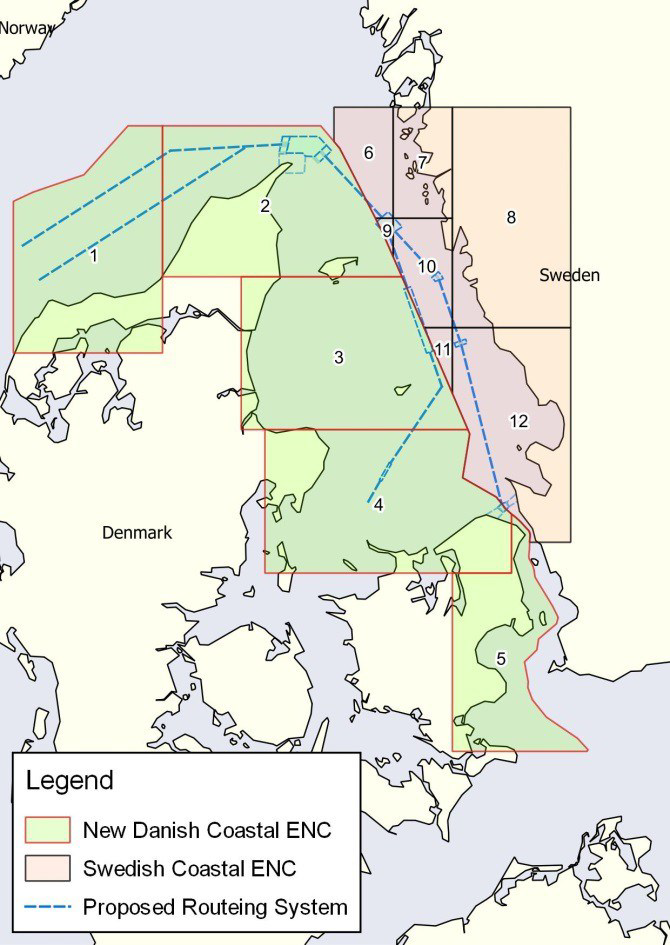 Norway
6
7
2
8
9
1
10
Sweden
11
3
12
4
Denmark
5
Legend
New Danish Coastal ENC
Swedish Coastal ENC
Proposed Routeing System